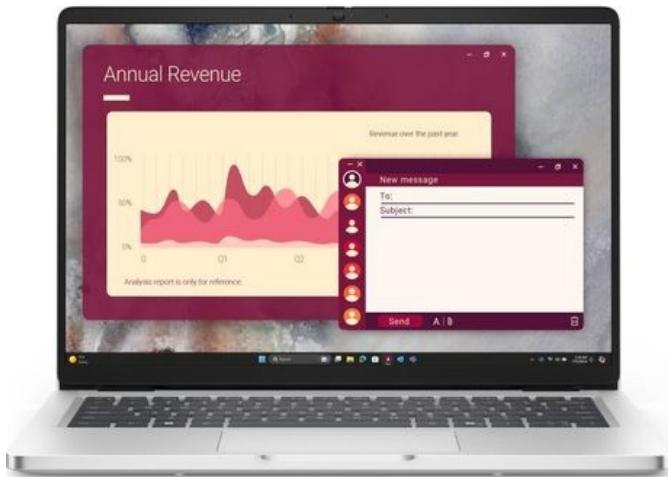 Annual Revenue
Revenue over the past year
100%
50%
0%
0 Q1 Q2
Analysis report is only for reference.
New message
To:
Subject:
Send A | B
Search